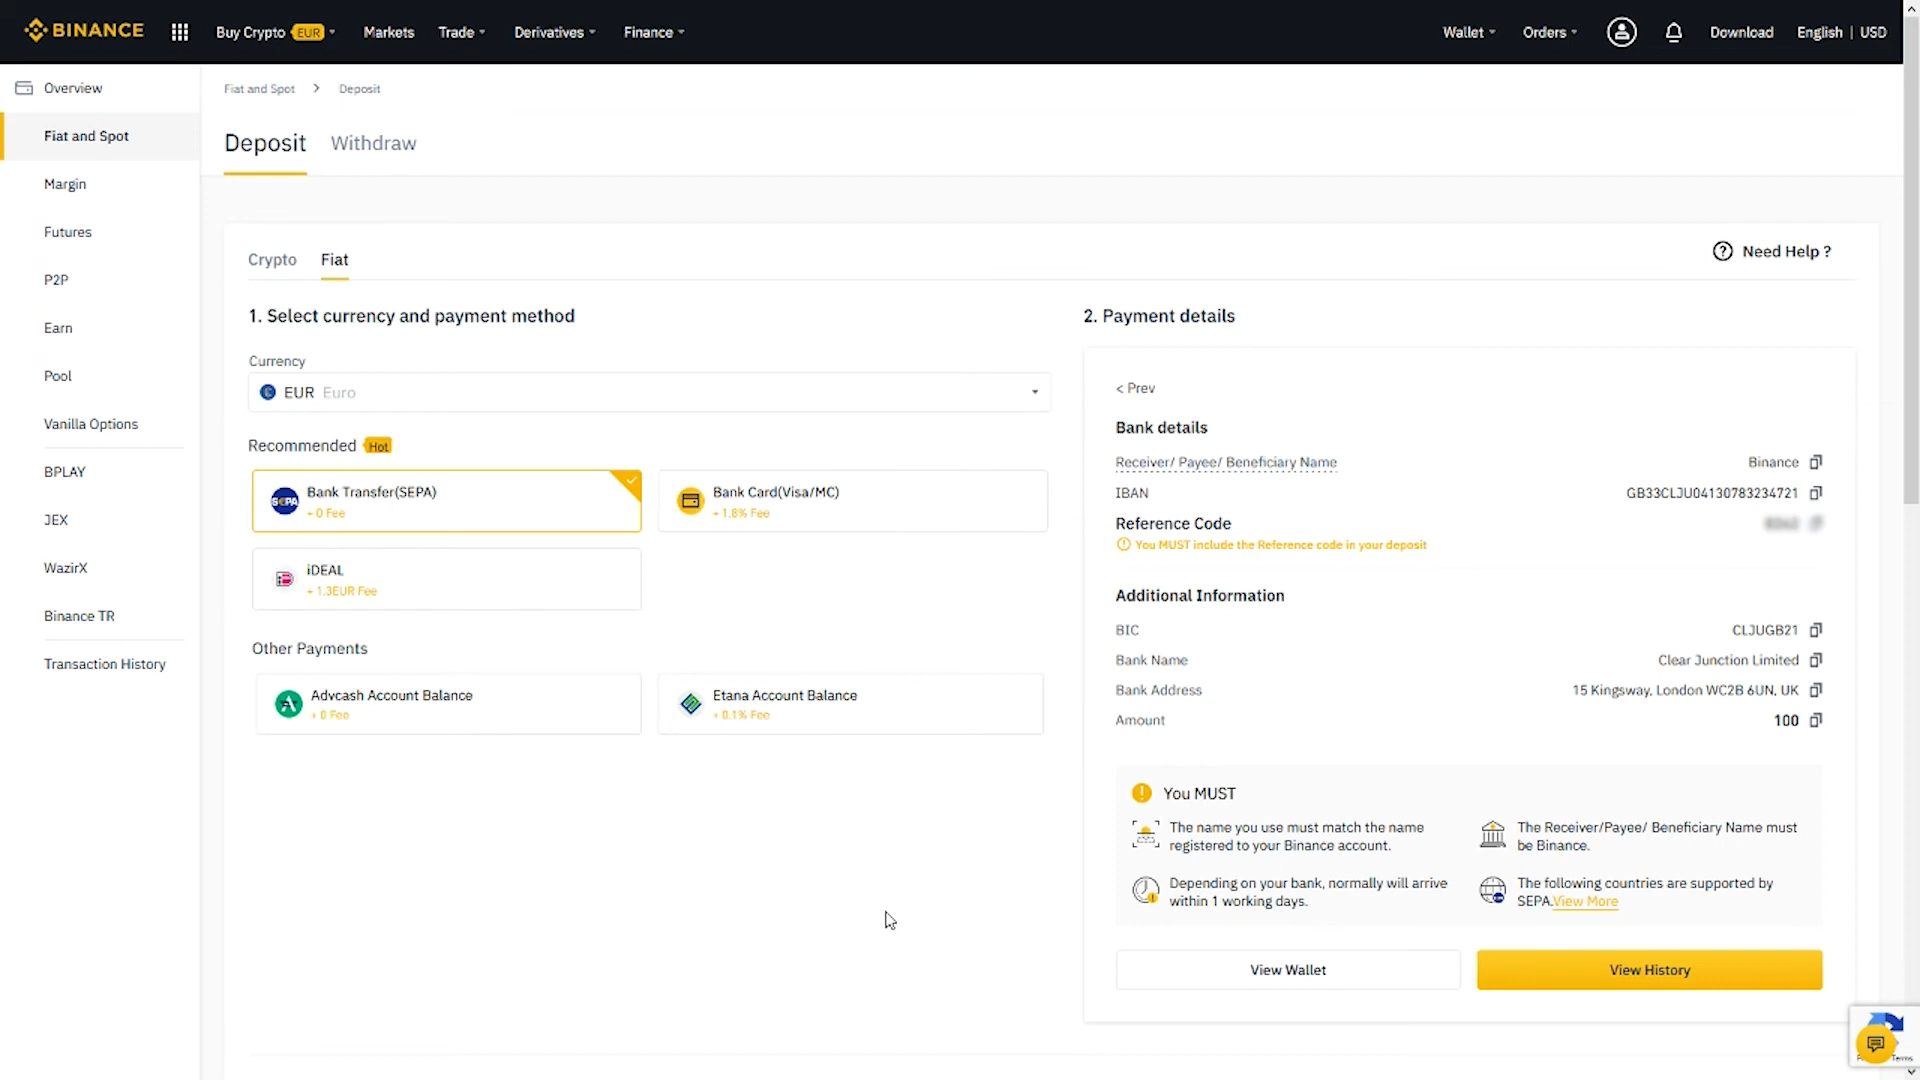 BINANCE
Buy Crypto EUR
Markets
Trade
Derivatives
Finance
Wallet
Orders
Download
English | USD
Overview
Fiat and Spot
Margin
Futures
P2P
Earn
Pool
Vanilla Options
BPLAY
JEX
WazirX
Binance TR
Transaction History
Fiat and Spot > Deposit
Deposit Withdraw
Crypto Fiat
Need Help ?
1. Select currency and payment method
Currency
EUR Euro
Recommended Hot
SEPA
Bank Transfer(SEPA)
+ 0 Fee
Bank Card(Visa/MC)
+ 1.8% Fee
iDEAL
+ 1.3EUR Fee
Other Payments
Advcash Account Balance
+ 0 Fee
Etana Account Balance
+ 0.1% Fee
2. Payment details
< Prev
Bank details
Receiver/ Payee/ Beneficiary Name Binance
IBAN GB33CLJU04130783234721
Reference Code
You MUST include the Reference code in your deposit
Additional Information
BIC CLJUGB21
Bank Name Clear Junction Limited
Bank Address 15 Kingsway, London WC2B 6UN, UK
Amount 100
You MUST
The name you use must match the name
registered to your Binance account.
The Receiver/Payee/ Beneficiary Name must
be Binance.
Depending on your bank, normally will arrive
within 1 working days.
The following countries are supported by
SEPA.View More
View Wallet
View History
Terms